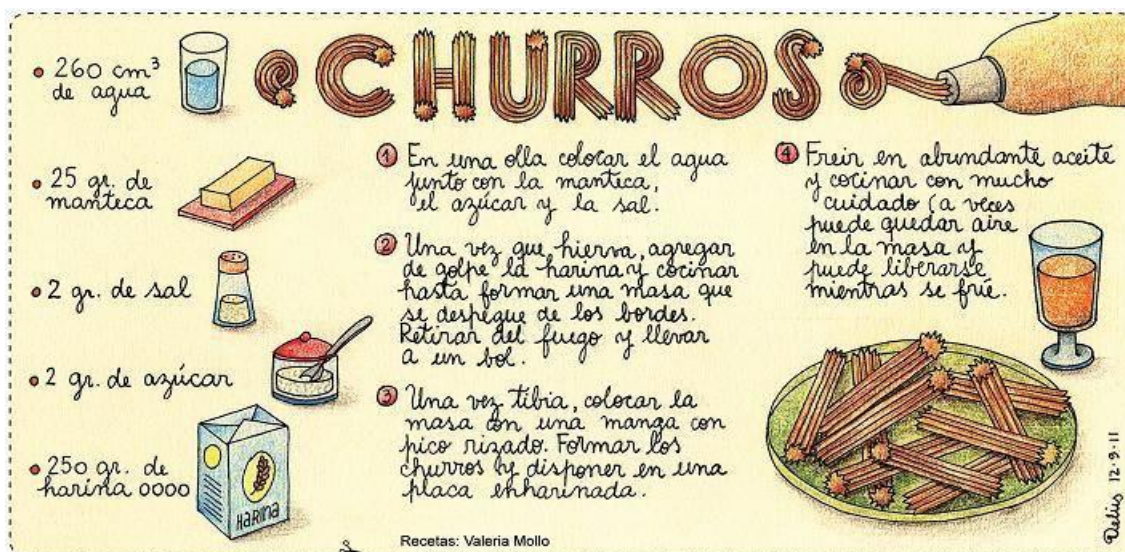 CHURROS
• 260 cm³
de agua
• 25 gr. de
manteca
• 2 gr. de sal
• 2 gr. de azúcar
• 250 gr. de
harina 0000
HARINA
1 En una olla colocar el agua
junto con la manteca,
el azúcar y la sal.
2 Una vez que hierva, agregar
de golpe la harina y cocinar
hasta formar una masa que
se despegue de los bordes.
Retirar del fuego y llevar
a un bol.
3 Una vez tibia, colocar la
masa con una manga con
pico rizado. Formar los
churros y disponer en una
placa enharinada.
4 Freir en abundante aceite
y cocinar con mucho
cuidado (a veces
puede quedar aire
en la masa y
puede liberarse
mientras se fríe.
Delius 12.9.11
Recetas: Valeria Mollo